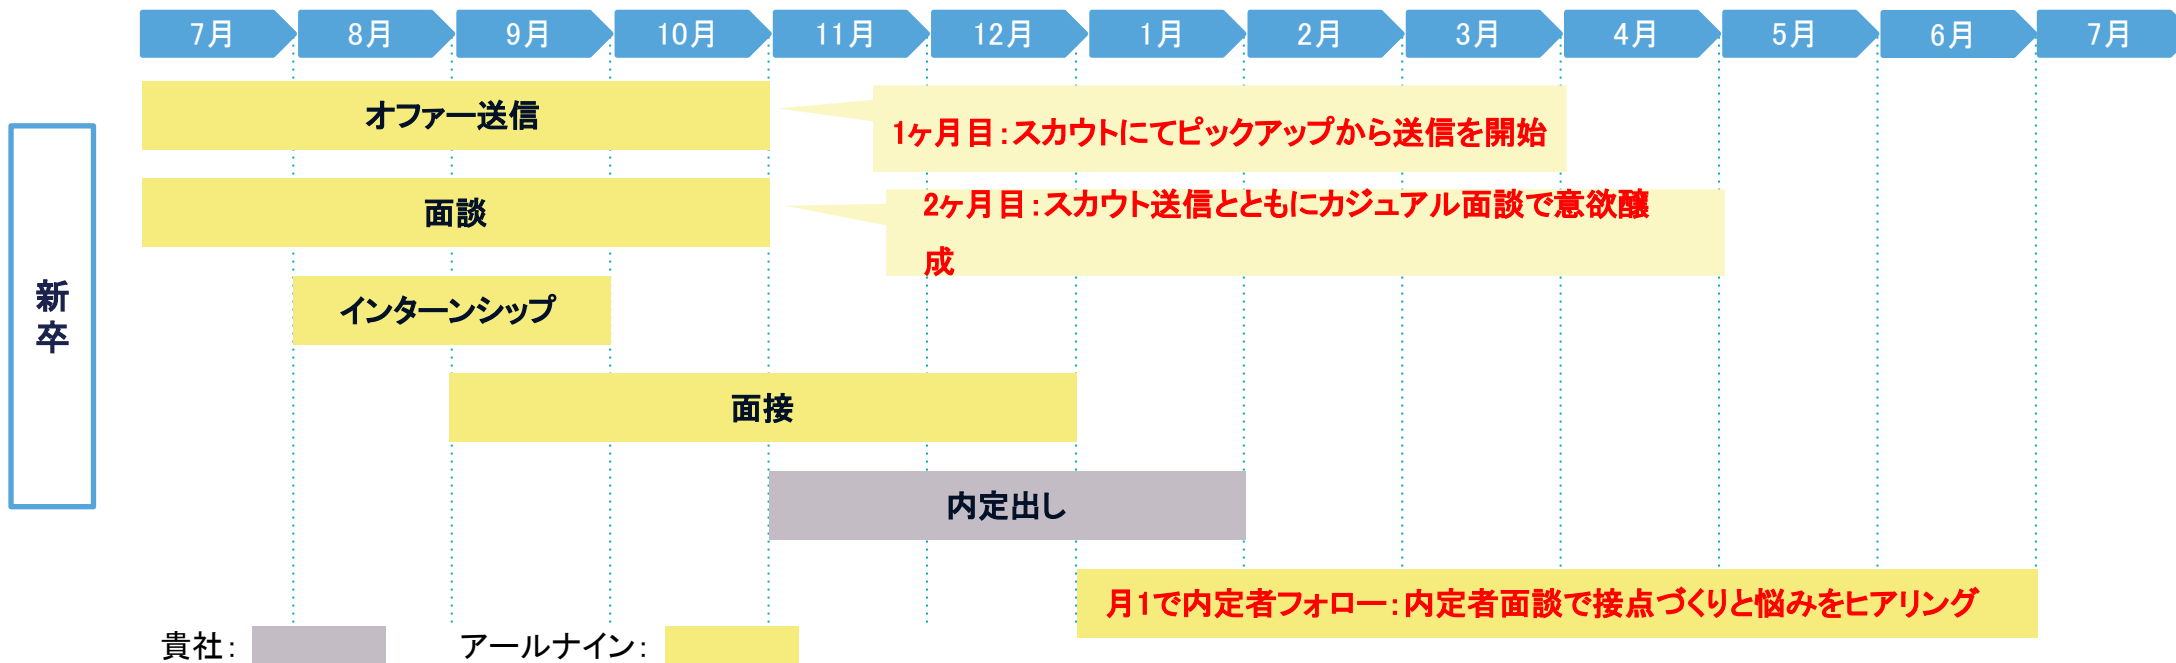 7月 8月 9月 10月 11月 12月 1月 2月 3月 4月 5月 6月 7月
オファー送信
1ヶ月目：スカウトにてピックアップから送信を開始
面談
2ヶ月目：スカウト送信とともにカジュアル面談で意欲醸
成
新
卒
インターンシップ
面接
内定出し
月1で内定者フォロー：内定者面談で接点づくりと悩みをヒアリング
貴社： アールナイン：